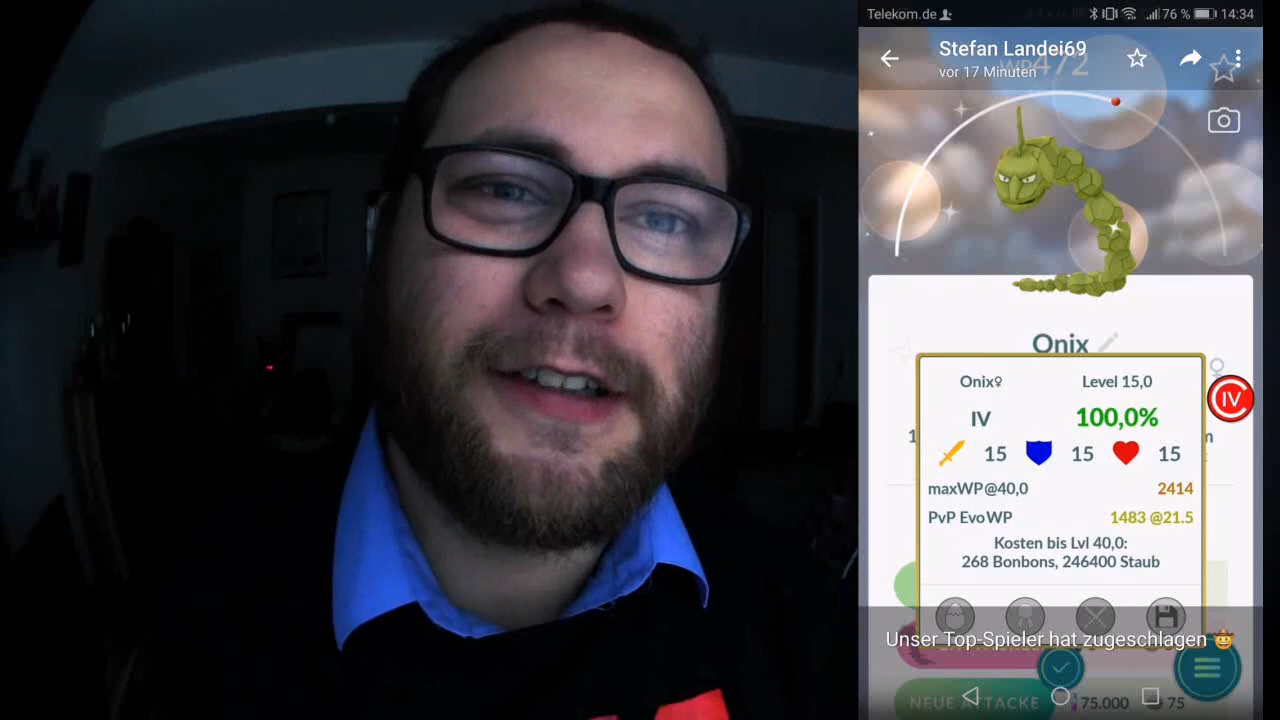 Telekom.de 76 % 14:34
Stefan Landei69
vor 17 Minuten
WP472
Onix
Onix♀ Level 15,0
IV 100,0%
IV
15 15 15
maxWP@40,0 2414
PvP EvoWP 1483 @21.5
Kosten bis Lvl 40,0:
268 Bonbons, 246400 Staub
Unser Top-Spieler hat zugeschlagen 🤠
NEUE ATTACKE 75.000 75